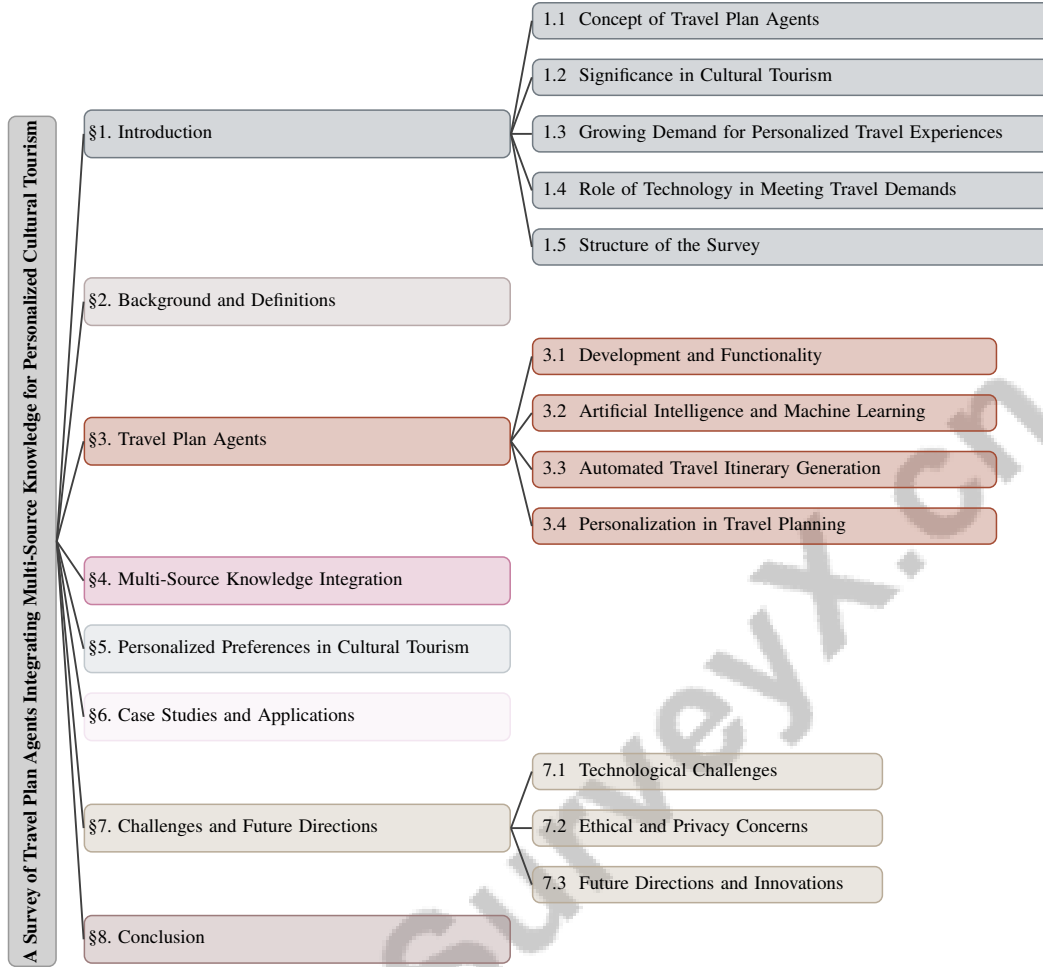 A Survey of Travel Plan Agents Integrating Multi-Source Knowledge for Personalized Cultural Tourism
§1. Introduction
1.1 Concept of Travel Plan Agents
1.2 Significance in Cultural Tourism
1.3 Growing Demand for Personalized Travel Experiences
1.4 Role of Technology in Meeting Travel Demands
1.5 Structure of the Survey
§2. Background and Definitions
§3. Travel Plan Agents
3.1 Development and Functionality
3.2 Artificial Intelligence and Machine Learning
3.3 Automated Travel Itinerary Generation
3.4 Personalization in Travel Planning
§4. Multi-Source Knowledge Integration
§5. Personalized Preferences in Cultural Tourism
§6. Case Studies and Applications
§7. Challenges and Future Directions
7.1 Technological Challenges
7.2 Ethical and Privacy Concerns
7.3 Future Directions and Innovations
§8. Conclusion
SurveyX.cn